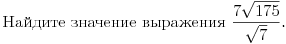 Найдите значение выражения $\frac{7\sqrt{175}}{\sqrt{7}}$.